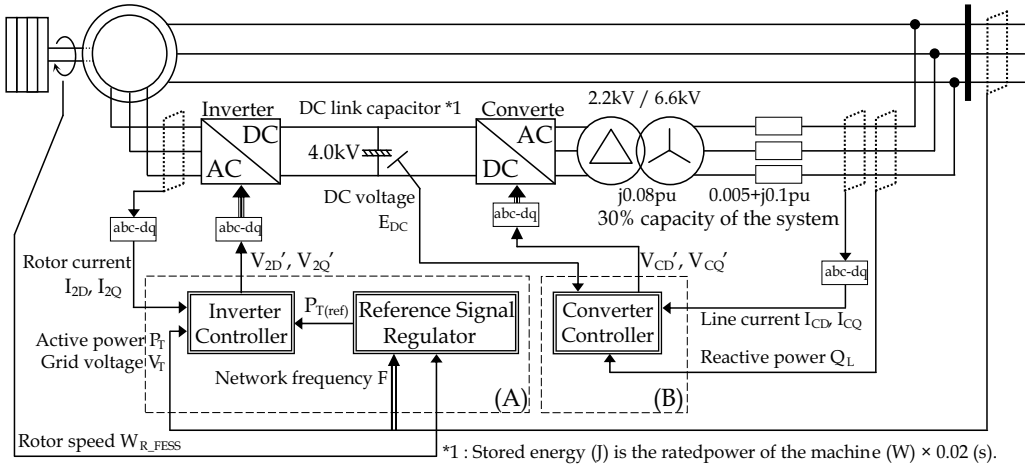 Inverter
DC link capacitor *1
Converte
2.2kV / 6.6kV
DC
AC
4.0kV
AC
DC
DC voltage
E_DC
j0.08pu
0.005+j0.1pu
30% capacity of the system
abc-dq
abc-dq
abc-dq
abc-dq
Rotor current
I_2D, I_2Q
V_2D', V_2Q'
V_CD', V_CQ'
Inverter
Controller
P_T(ref)
Reference Signal
Regulator
Converter
Controller
Line current I_CD, I_CQ
Active power P_T
Grid voltage V_T
Reactive power Q_L
Network frequency F
(A)
(B)
Rotor speed W_R_FESS
*1 : Stored energy (J) is the ratedpower of the machine (W) × 0.02 (s).